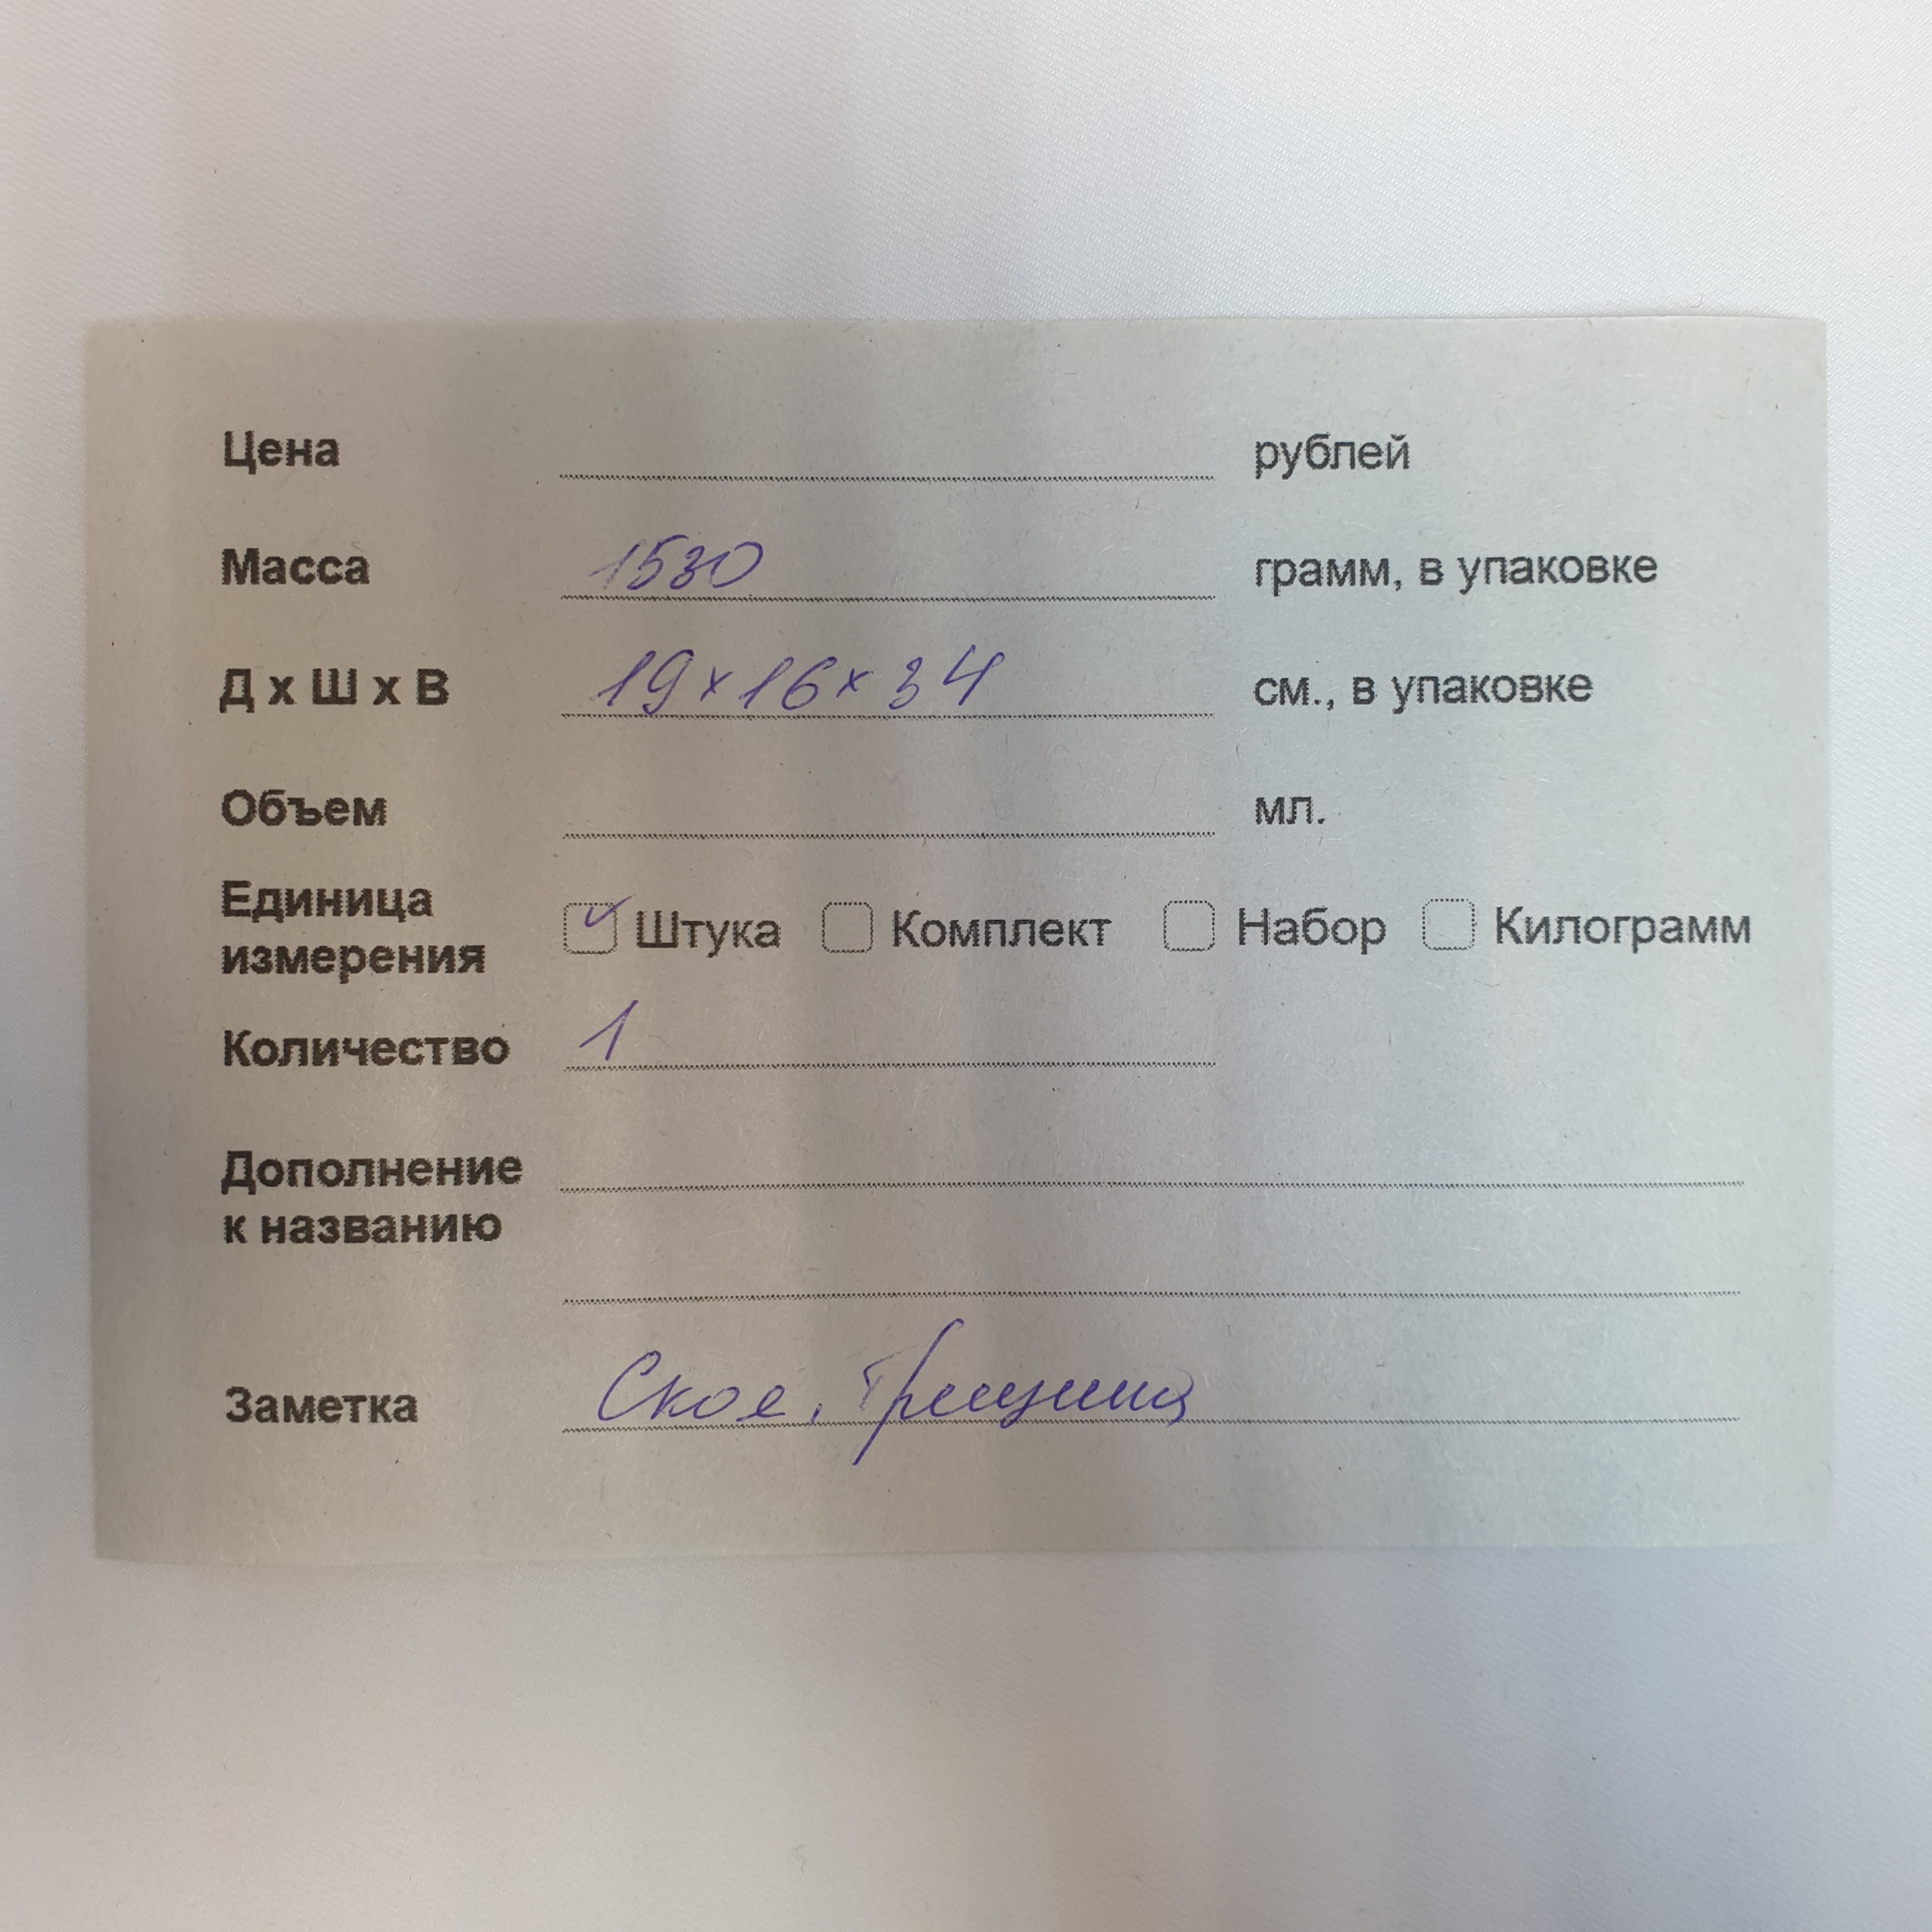 Цена рублей
Масса 1530 грамм, в упаковке
Д х Ш х В 19×16×34 см., в упаковке
Объем мл.
Единица
измерения Штука Комплект Набор Килограмм
Количество 1
Дополнение
к названию
Заметка Скол, трещина